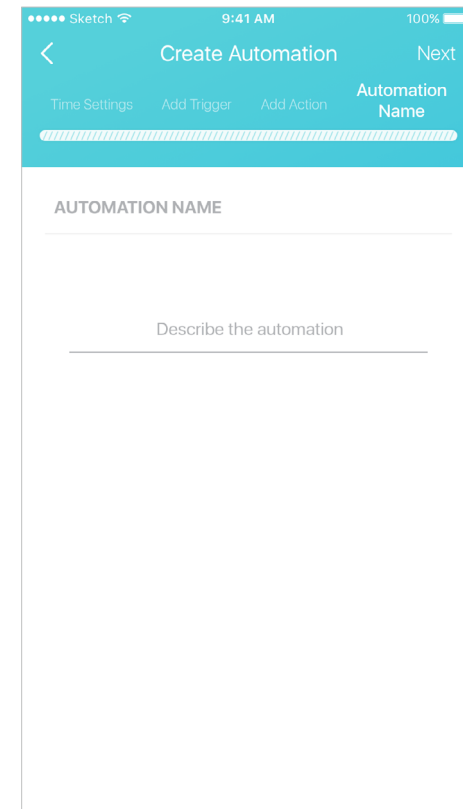 Sketch 9:41 AM 100%
Create Automation Next
Time Settings Add Trigger Add Action Automation Name
AUTOMATION NAME
Describe the automation